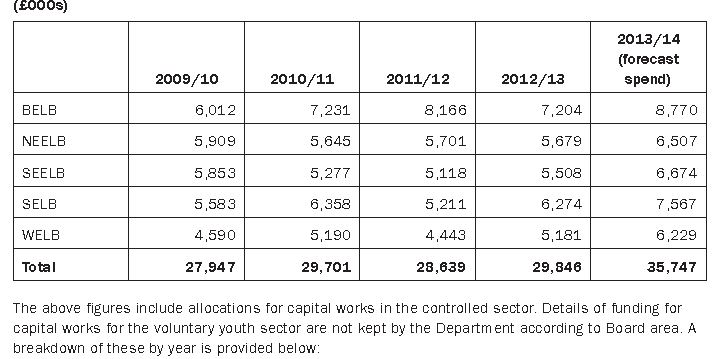 (£000s)
2009/10 2010/11 2011/12 2012/13 2013/14 (forecast spend)
BELB 6,012 7,231 8,166 7,204 8,770
NEELB 5,909 5,645 5,701 5,679 6,507
SEELB 5,853 5,277 5,118 5,508 6,674
SELB 5,583 6,358 5,211 6,274 7,567
WELB 4,590 5,190 4,443 5,181 6,229
Total 27,947 29,701 28,639 29,846 35,747
The above figures include allocations for capital works in the controlled sector. Details of funding for
capital works for the voluntary youth sector are not kept by the Department according to Board area. A
breakdown of these by year is provided below: